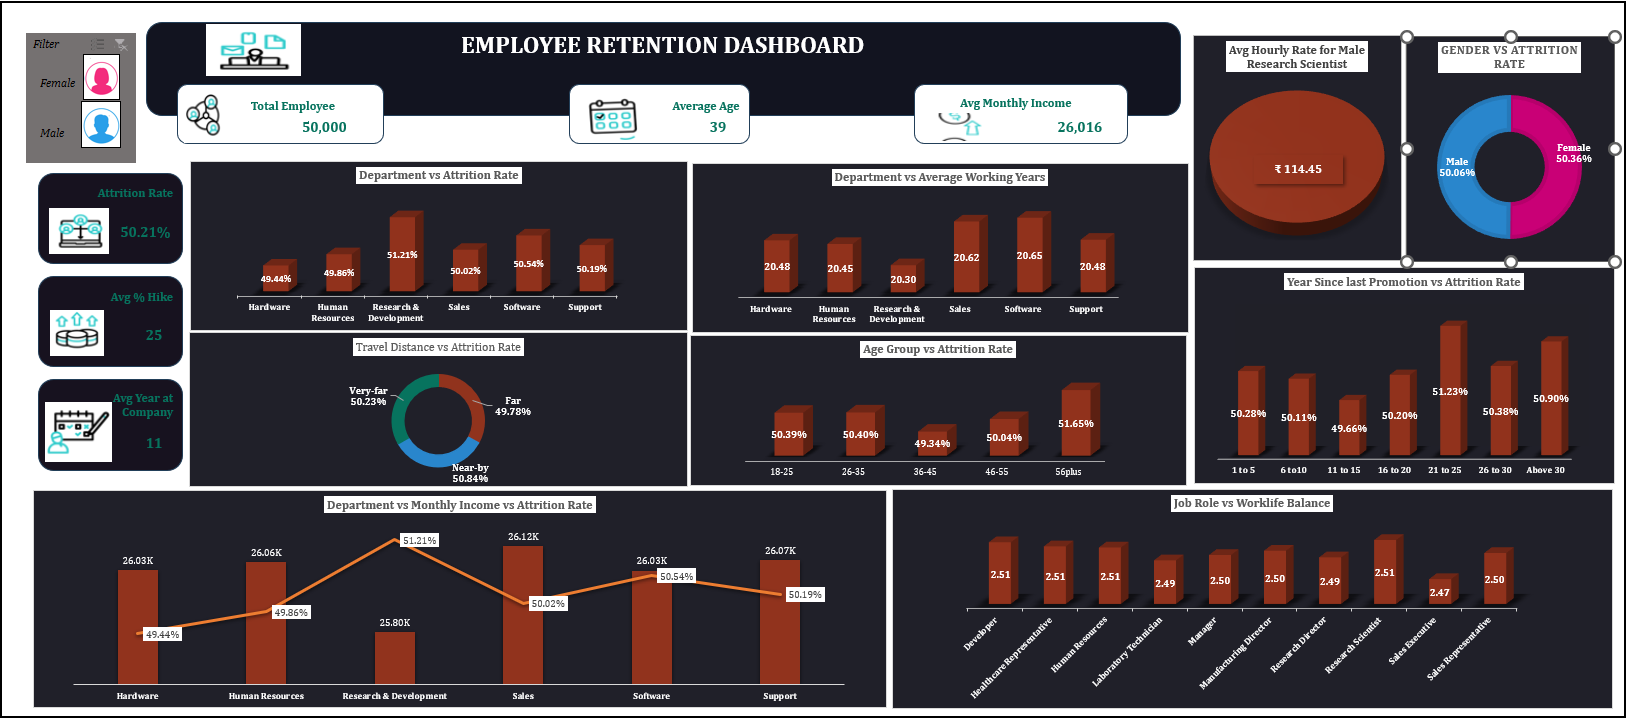 Filter
Female
Male
EMPLOYEE RETENTION DASHBOARD
Total Employee
50,000
Average Age
39
Avg Monthly Income
26,016
Avg Hourly Rate for Male
Research Scientist
₹ 114.45
GENDER VS ATTRITION
RATE
Male
50.06%
Female
50.36%
Attrition Rate
50.21%
Avg % Hike
25
Avg Year at
Company
11
Department vs Attrition Rate
49.44%
49.86%
51.21%
50.02%
50.54%
50.19%
Hardware
Human
Resources
Research &
Development
Sales
Software
Support
Department vs Average Working Years
20.48
20.45
20.30
20.62
20.65
20.48
Hardware
Human
Resources
Research &
Development
Sales
Software
Support
Travel Distance vs Attrition Rate
Very-far
50.23%
Far
49.78%
Near-by
50.84%
Age Group vs Attrition Rate
50.39%
50.40%
49.34%
50.04%
51.65%
18-25
26-35
36-45
46-55
56plus
Year Since last Promotion vs Attrition Rate
50.28%
50.11%
49.66%
50.20%
51.23%
50.38%
50.90%
1 to 5
6 to10
11 to 15
16 to 20
21 to 25
26 to 30
Above 30
Department vs Monthly Income vs Attrition Rate
26.03K
26.06K
25.80K
26.12K
26.03K
26.07K
49.44%
49.86%
51.21%
50.02%
50.54%
50.19%
Hardware
Human Resources
Research & Development
Sales
Software
Support
Job Role vs Worklife Balance
2.51
2.51
2.51
2.49
2.50
2.50
2.49
2.51
2.47
2.50
Developer
Healthcare Representative
Human Resources
Laboratory Technician
Manager
Manufacturing Director
Research Director
Research Scientist
Sales Executive
Sales Representative